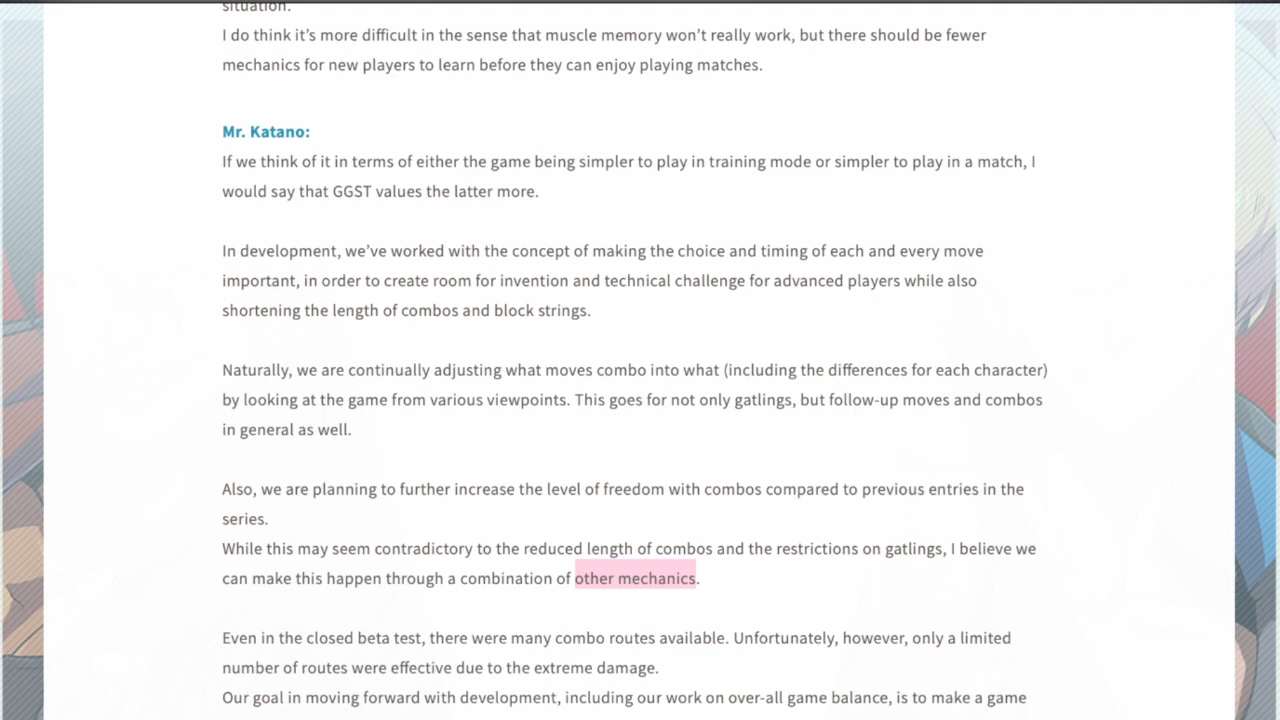 situation.
I do think it’s more difficult in the sense that muscle memory won’t really work, but there should be fewer
mechanics for new players to learn before they can enjoy playing matches.
Mr. Katano:
If we think of it in terms of either the game being simpler to play in training mode or simpler to play in a match, I
would say that GGST values the latter more.
In development, we’ve worked with the concept of making the choice and timing of each and every move
important, in order to create room for invention and technical challenge for advanced players while also
shortening the length of combos and block strings.
Naturally, we are continually adjusting what moves combo into what (including the differences for each character)
by looking at the game from various viewpoints. This goes for not only gatlings, but follow-up moves and combos
in general as well.
Also, we are planning to further increase the level of freedom with combos compared to previous entries in the
series.
While this may seem contradictory to the reduced length of combos and the restrictions on gatlings, I believe we
can make this happen through a combination of other mechanics.
Even in the closed beta test, there were many combo routes available. Unfortunately, however, only a limited
number of routes were effective due to the extreme damage.
Our goal in moving forward with development, including our work on over-all game balance, is to make a game